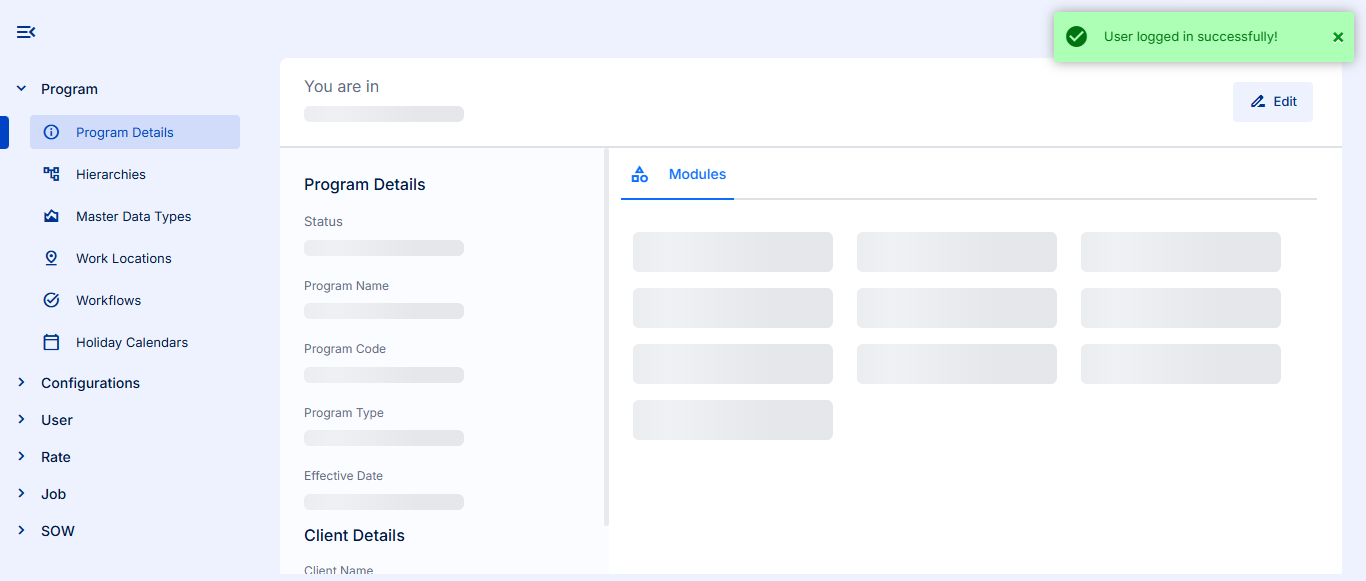 User logged in successfully!
You are in
Edit
Program
Program Details
Hierarchies
Master Data Types
Work Locations
Workflows
Holiday Calendars
Configurations
User
Rate
Job
SOW
Program Details
Status
Program Name
Program Code
Program Type
Effective Date
Client Details
Client Name
Modules